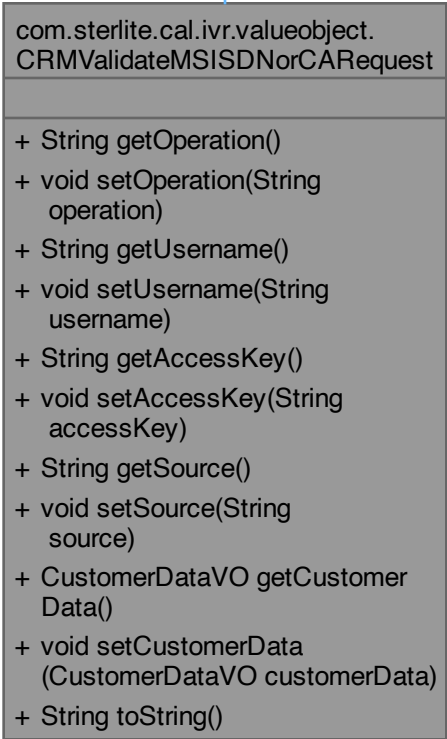 com.sterlite.cal.ivr.valueobject.
CRMValidateMSISDNorCARequest
+ String getOperation()
+ void setOperation(String
operation)
+ String getUsername()
+ void setUsername(String
username)
+ String getAccessKey()
+ void setAccessKey(String
accessKey)
+ String getSource()
+ void setSource(String
source)
+ CustomerDataVO getCustomer
Data()
+ void setCustomerData
(CustomerDataVO customerData)
+ String toString()